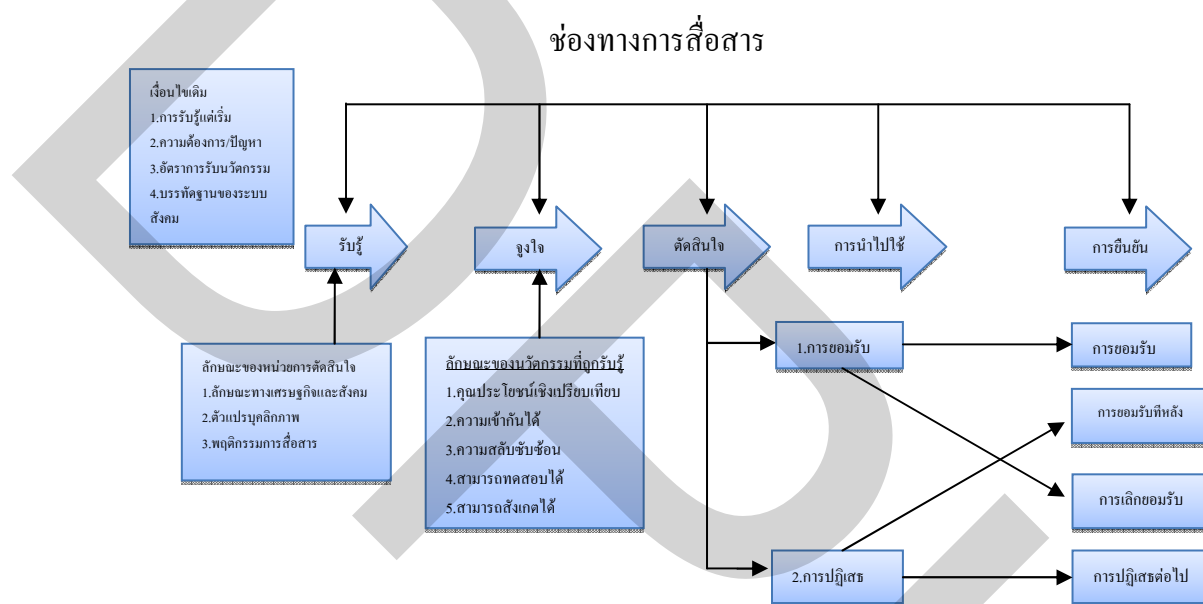 ช่องทางการสื่อสาร
เงื่อนไขเดิม
1.การรับรู้แต่เริ่ม
2.ความต้องการ/ปัญหา
3.อัตราการรับนวัตกรรม
4.บรรทัดฐานของระบบ
สังคม
รับรู้
จูงใจ
ตัดสินใจ
การนำไปใช้
การยืนยัน
ลักษณะของหน่วยการตัดสินใจ
1.ลักษณะทางเศรษฐกิจและสังคม
2.ตัวแปรบุคลิกภาพ
3.พฤติกรรมการสื่อสาร
ลักษณะของนวัตกรรมที่ถูกรับรู้
1.คุณประโยชน์เชิงเปรียบเทียบ
2.ความเข้ากันได้
3.ความสลับซับซ้อน
4.สามารถทดสอบได้
5.สามารถสังเกตได้
1.การยอมรับ
2.การปฏิเสธ
การยอมรับ
การยอมรับทีหลัง
การเลิกยอมรับ
การปฏิเสธต่อไป